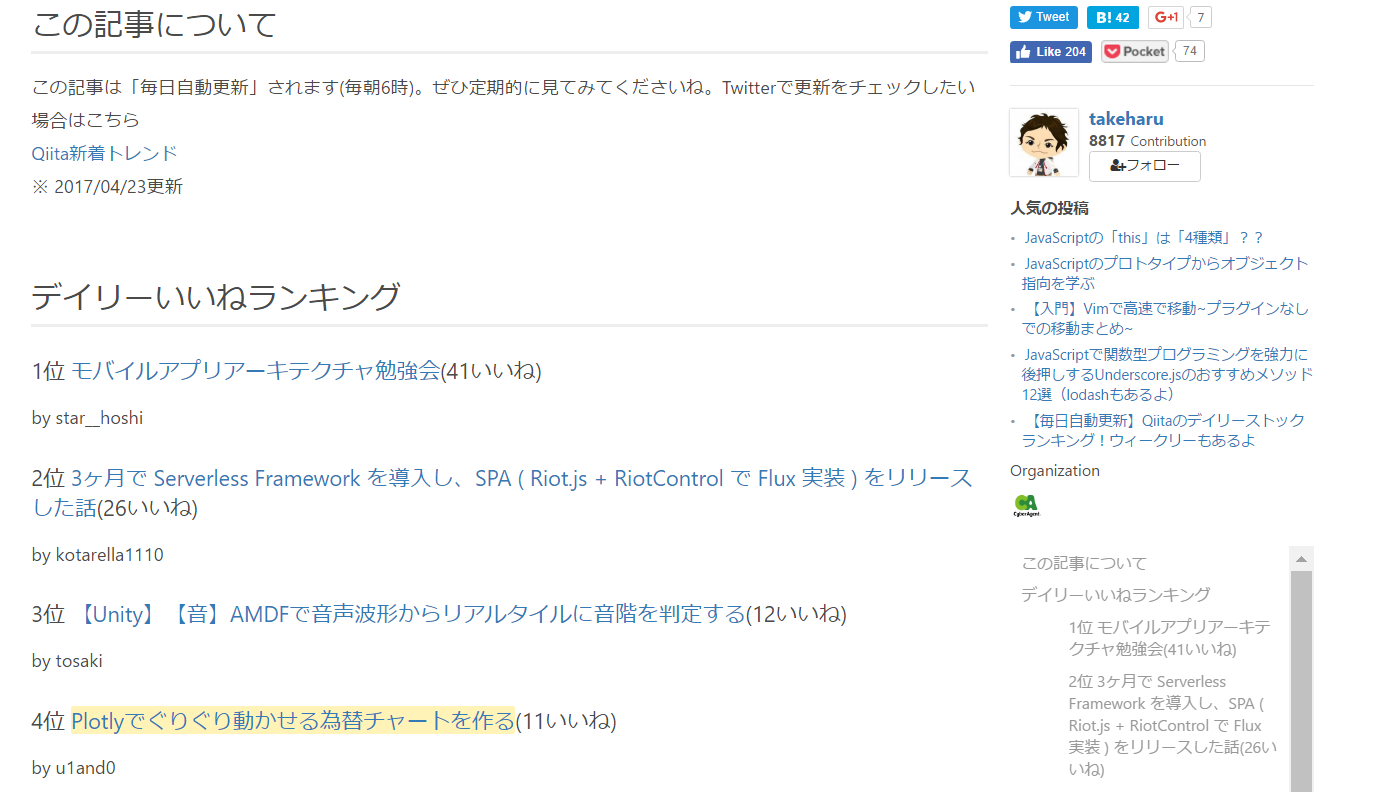 この記事について
この記事は「毎日自動更新」されます(毎朝6時)。ぜひ定期的に見てみてくださいね。Twitterで更新をチェックしたい
場合はこちら
Qiita新着トレンド
※ 2017/04/23更新
デイリーいいねランキング
1位 モバイルアプリアーキテクチャ勉強会(41いいね)
by star__hoshi
2位 3ヶ月で Serverless Framework を導入し、SPA ( Riot.js + RiotControl で Flux 実装 ) をリリース
した話(26いいね)
by kotarella1110
3位 【Unity】【音】AMDFで音声波形からリアルタイルに音階を判定する(12いいね)
by tosaki
4位 Plotlyでぐりぐり動かせる為替チャートを作る(11いいね)
by u1and0
Tweet B! 42 G+1 7
Like 204 Pocket 74
takeharu
8817 Contribution
フォロー
人気の投稿
• JavaScriptの「this」は「4種類」？？
• JavaScriptのプロトタイプからオブジェクト
指向を学ぶ
• 【入門】Vimで高速で移動~プラグインなし
での移動まとめ~
• JavaScriptで関数型プログラミングを強力に
後押しするUnderscore.jsのおすすめメソッド
12選（lodashもあるよ）
• 【毎日自動更新】Qiitaのデイリーストック
ランキング！ウィークリーもあるよ
Organization
CA
CyberAgent.
この記事について
デイリーいいねランキング
1位 モバイルアプリアーキテ
クチャ勉強会(41いいね)
2位 3ヶ月で Serverless
Framework を導入し、SPA (
Riot.js + RiotControl で Flux
実装 ) をリリースした話(26い
いね)